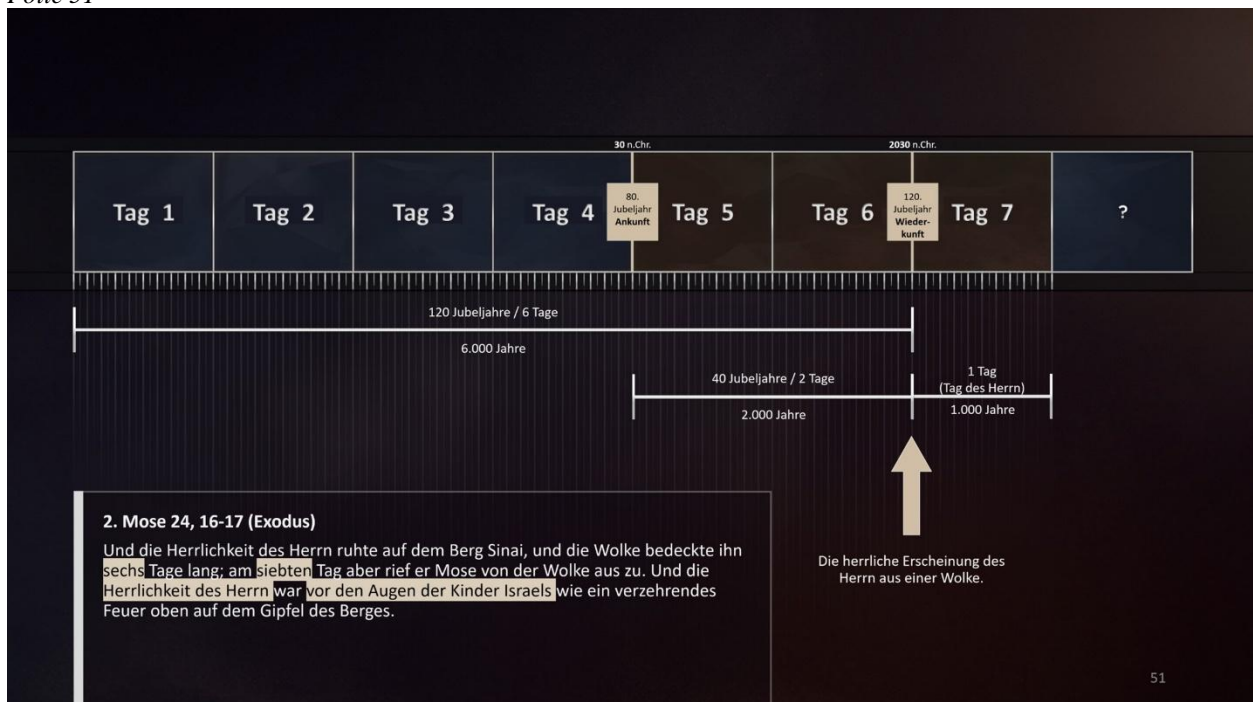 30 n.Chr.
2030 n.Chr.
Tag 1
Tag 2
Tag 3
Tag 4
80.
Jubeljahr
Ankunft
Tag 5
Tag 6
120.
Jubeljahr
Wieder-
kunft
Tag 7
?
120 Jubeljahre / 6 Tage
6.000 Jahre
40 Jubeljahre / 2 Tage
2.000 Jahre
1 Tag
(Tag des Herrn)
1.000 Jahre
2. Mose 24, 16-17 (Exodus)
Und die Herrlichkeit des Herrn ruhte auf dem Berg Sinai, und die Wolke bedeckte ihn
sechs Tage lang; am siebten Tag aber rief er Mose von der Wolke aus zu. Und die
Herrlichkeit des Herrn war vor den Augen der Kinder Israels wie ein verzehrendes
Feuer oben auf dem Gipfel des Berges.
Die herrliche Erscheinung des
Herrn aus einer Wolke.
51